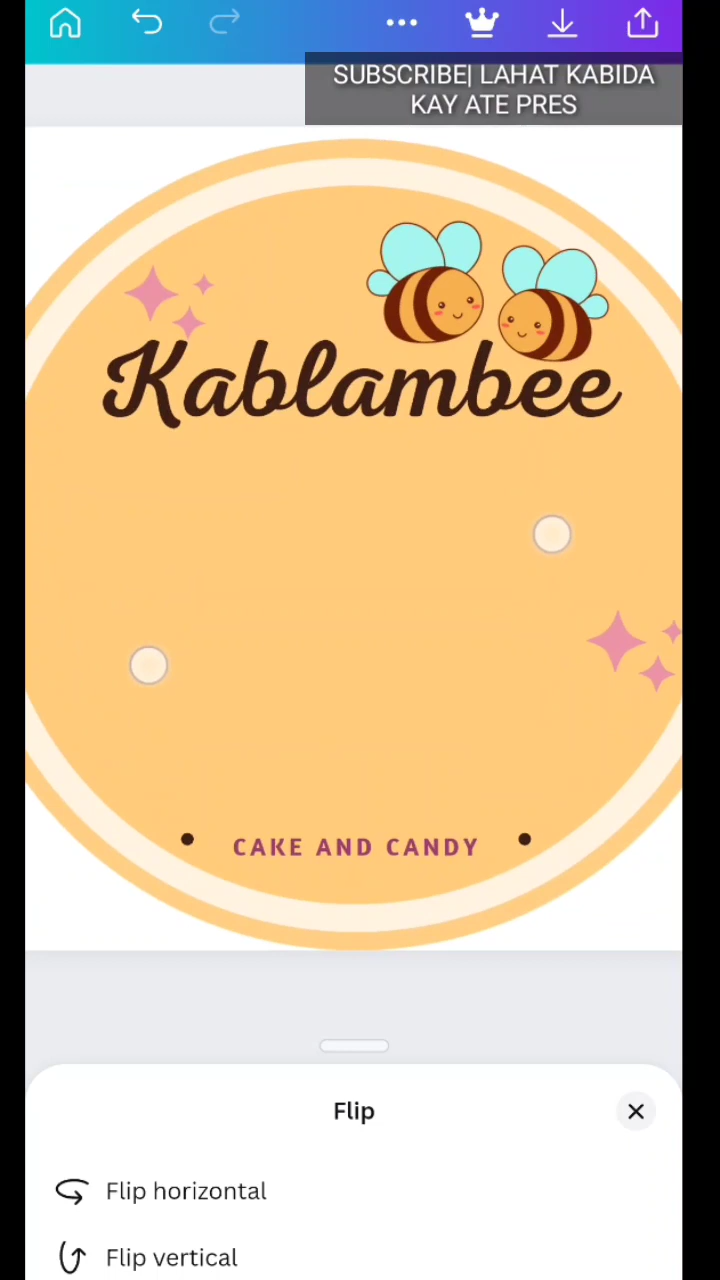 SUBSCRIBE| LAHAT KABIDA
KAY ATE PRES
Kablambee
CAKE AND CANDY
Flip
Flip horizontal
Flip vertical